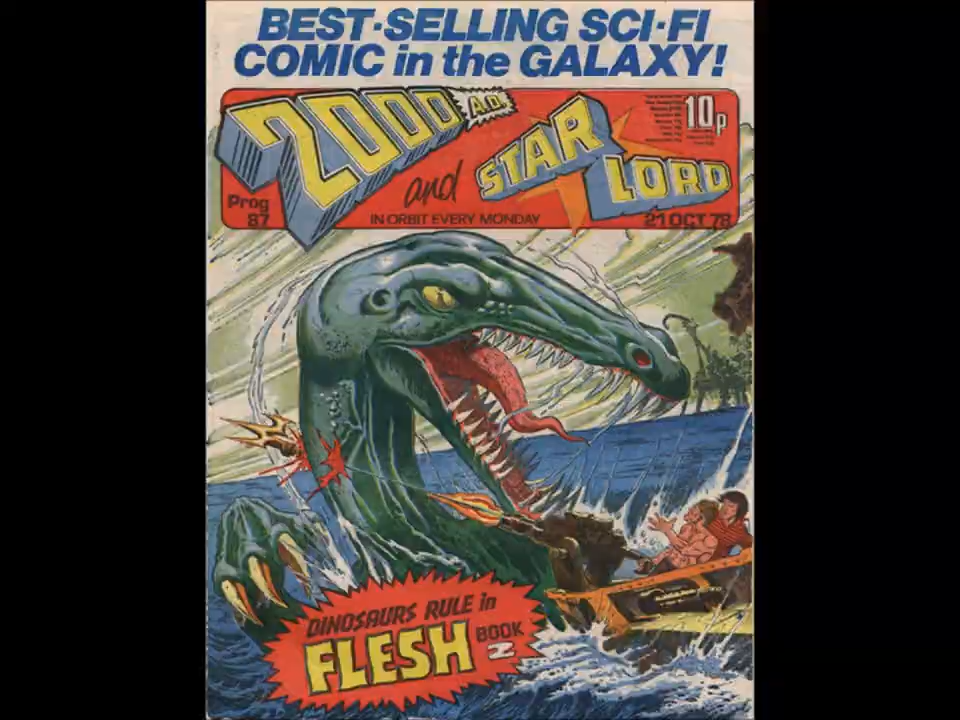 BEST·SELLING SCI·FI
COMIC in the GALAXY!
2000 A.D.
and STAR LORD
10p
Prog 87
IN ORBIT EVERY MONDAY
21 OCT 78
DINOSAURS RULE in
FLESH BOOK 2